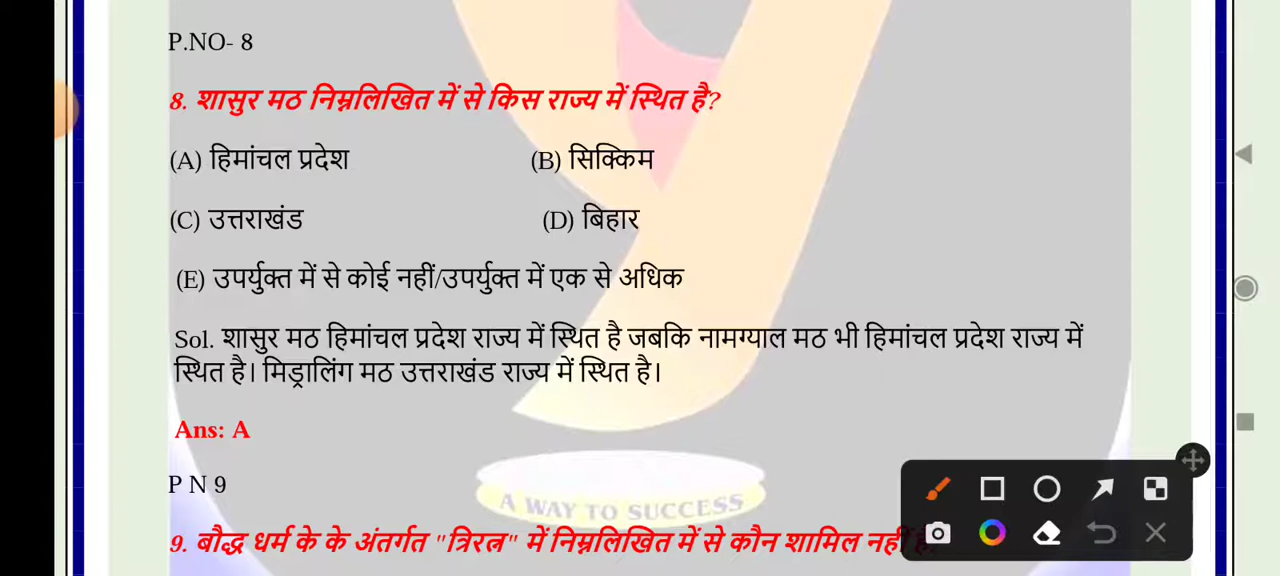 P.NO- 8
8. शासुर मठ निम्नलिखित में से किस राज्य में स्थित है?
(A) हिमांचल प्रदेश (B) सिक्किम
(C) उत्तराखंड (D) बिहार
(E) उपर्युक्त में से कोई नहीं/उपर्युक्त में एक से अधिक
Sol. शासुर मठ हिमांचल प्रदेश राज्य में स्थित है जबकि नामग्याल मठ भी हिमांचल प्रदेश राज्य में
स्थित है। मिड्रालिंग मठ उत्तराखंड राज्य में स्थित है।
Ans: A
P N 9
A WAY TO SUCCESS
9. बौद्ध धर्म के के अंतर्गत "त्रिरत्न" में निम्नलिखित में से कौन शामिल नहीं